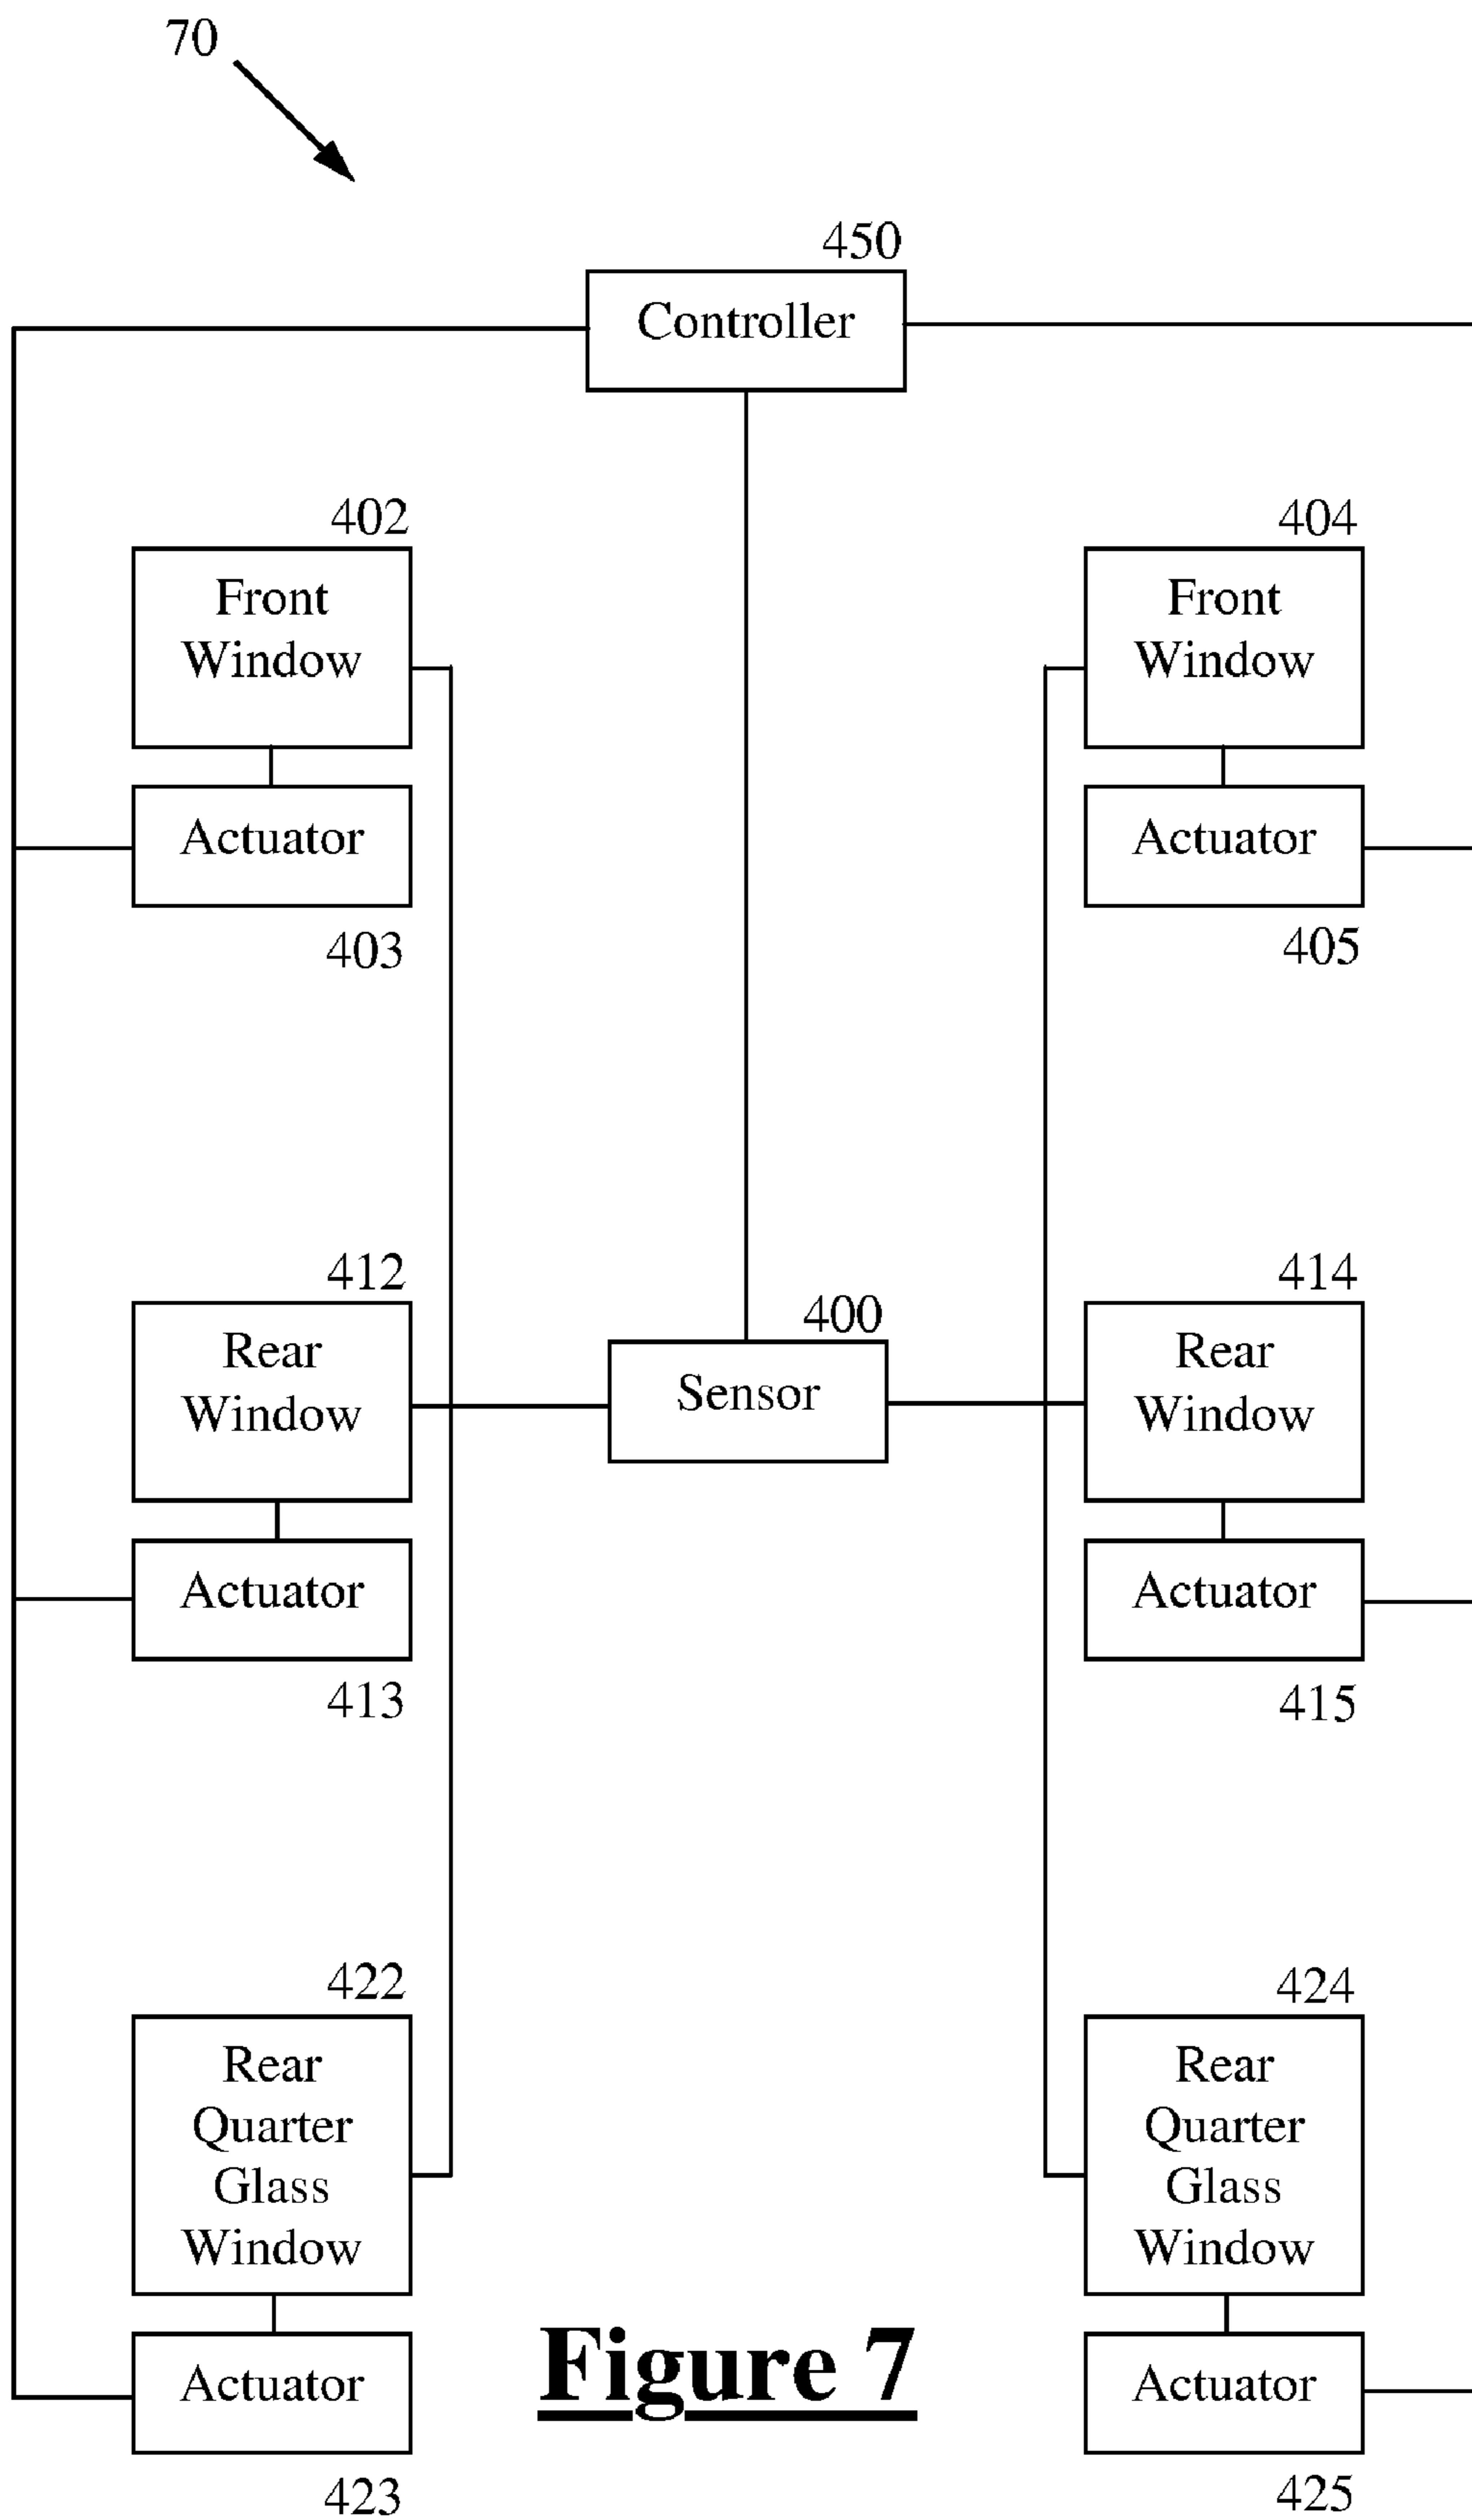 70
450
Controller
402
Front
Window
Actuator
403
404
Front
Window
Actuator
405
412
Rear
Window
Actuator
413
400
Sensor
414
Rear
Window
Actuator
415
422
Rear
Quarter
Glass
Window
Actuator
423
424
Rear
Quarter
Glass
Window
Actuator
425
Figure 7